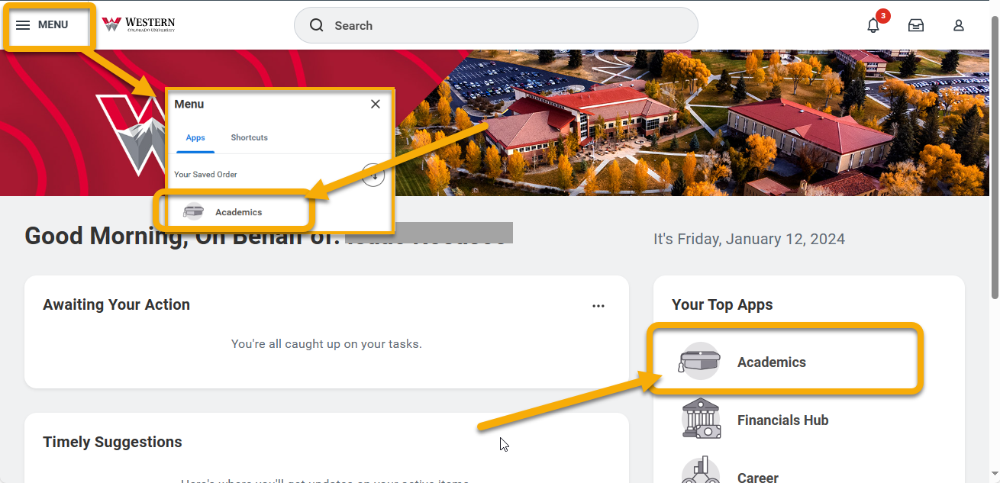 MENU
WESTERN
COLORADO UNIVERSITY
Search
3
Menu
Apps
Shortcuts
Your Saved Order
Academics
Good Morning, On Behalf of:
It's Friday, January 12, 2024
Awaiting Your Action
You're all caught up on your tasks.
Your Top Apps
Academics
Financials Hub
Career
Timely Suggestions
Here's where you'll get updates on your active items.